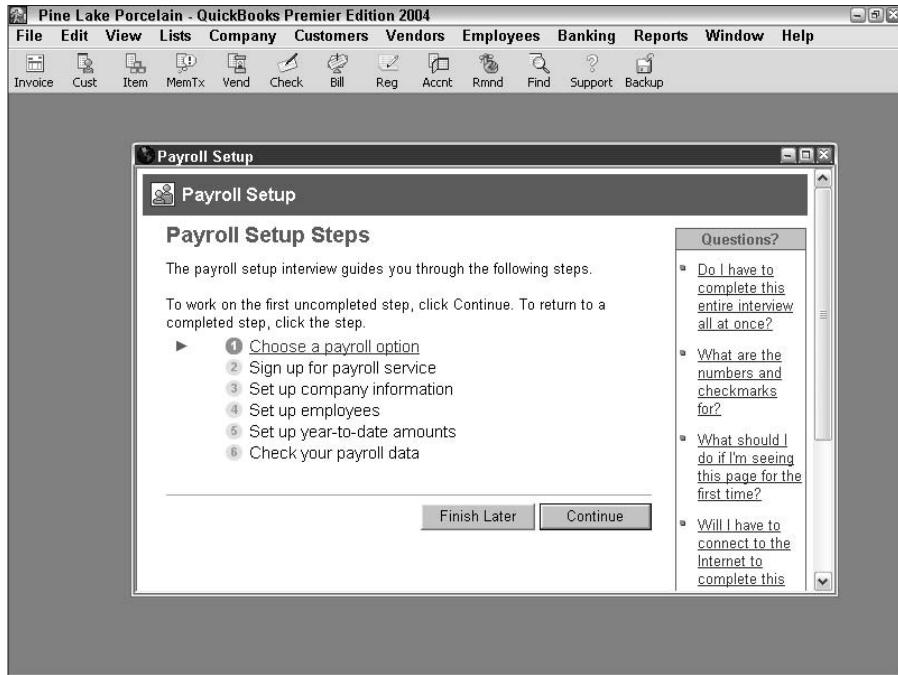 Pine Lake Porcelain - QuickBooks Premier Edition 2004
File Edit View Lists Company Customers Vendors Employees Banking Reports Window Help
Invoice Cust Item MemTx Vend Check Bill Reg Accnt Rmnd Find Support Backup
Payroll Setup
Payroll Setup
Payroll Setup Steps
The payroll setup interview guides you through the following steps.
To work on the first uncompleted step, click Continue. To return to a
completed step, click the step.
1 Choose a payroll option
2 Sign up for payroll service
3 Set up company information
4 Set up employees
5 Set up year-to-date amounts
6 Check your payroll data
Finish Later Continue
Questions?
Do I have to
complete this
entire interview
all at once?
What are the
numbers and
checkmarks
for?
What should I
do if I'm seeing
this page for the
first time?
Will I have to
connect to the
Internet to
complete this